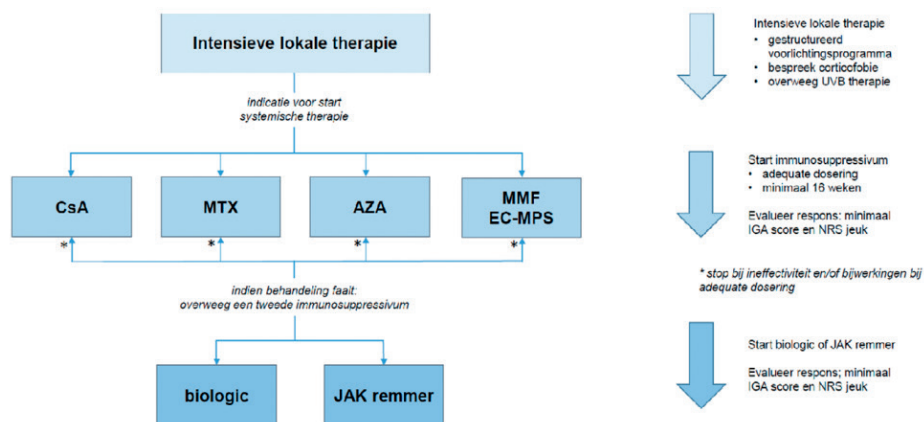 Intensieve lokale therapie
indicatie voor start
systemische therapie
CsA
MTX
AZA
MMF
EC-MPS
*
*
*
*
indien behandeling faalt:
overweeg een tweede immunosuppressivum
biologic
JAK remmer
Intensieve lokale therapie
• gestructureerd
voorlichtingsprogramma
• bespreek corticofobie
• overweeg UVB therapie
Start immunosuppressivum
• adequate dosering
• minimaal 16 weken
Evalueer respons; minimaal
IGA score en NRS jeuk
* stop bij ineffectiviteit en/of bijwerkingen bij
adequate dosering
Start biologic of JAK remmer
Evalueer respons; minimaal
IGA score en NRS jeuk